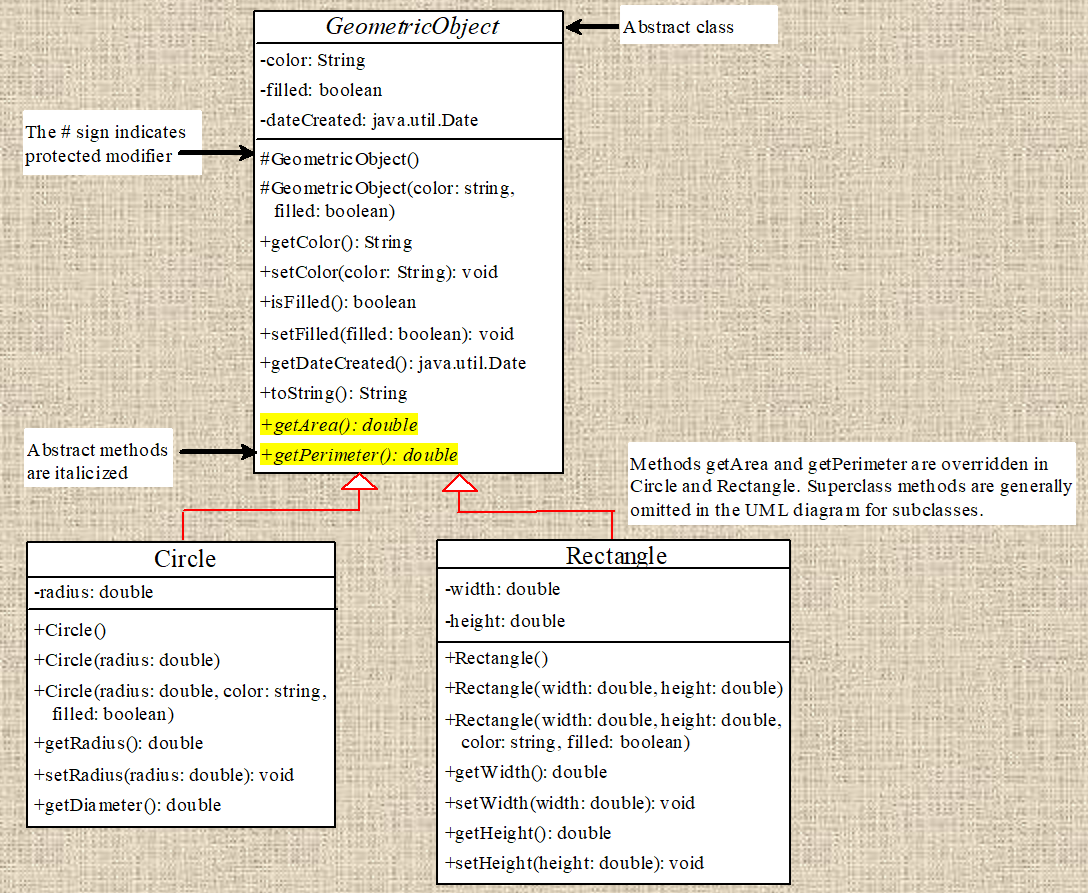 GeometricObject
Abstract class
-color: String
-filled: boolean
-dateCreated: java.util.Date
The # sign indicates
protected modifier
#GeometricObject()
#GeometricObject(color: string,
filled: boolean)
+getColor(): String
+setColor(color: String): void
+isFilled(): boolean
+setFilled(filled: boolean): void
+getDateCreated(): java.util.Date
+toString(): String
+getArea(): double
+getPerimeter(): double
Abstract methods
are italicized
Methods getArea and getPerimeter are overridden in
Circle and Rectangle. Superclass methods are generally
omitted in the UML diagram for subclasses.
Circle
-radius: double
+Circle()
+Circle(radius: double)
+Circle(radius: double, color: string,
filled: boolean)
+getRadius(): double
+setRadius(radius: double): void
+getDiameter(): double
Rectangle
-width: double
-height: double
+Rectangle()
+Rectangle(width: double, height: double)
+Rectangle(width: double, height: double,
color: string, filled: boolean)
+getWidth(): double
+setWidth(width: double): void
+getHeight(): double
+setHeight(height: double): void